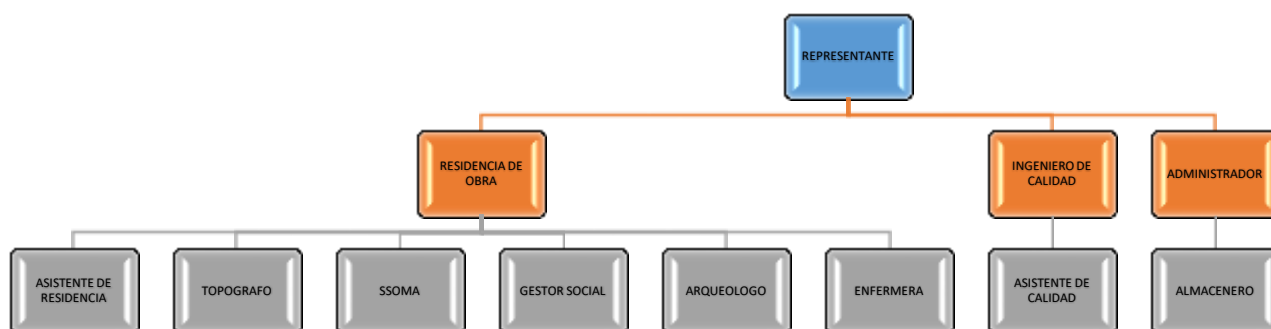 REPRESENTANTE
RESIDENCIA DE
OBRA
INGENIERO DE
CALIDAD
ADMINISTRADOR
ASISTENTE DE
RESIDENCIA
TOPOGRAFO
SSOMA
GESTOR SOCIAL
ARQUEOLOGO
ENFERMERA
ASISTENTE DE
CALIDAD
ALMACENERO